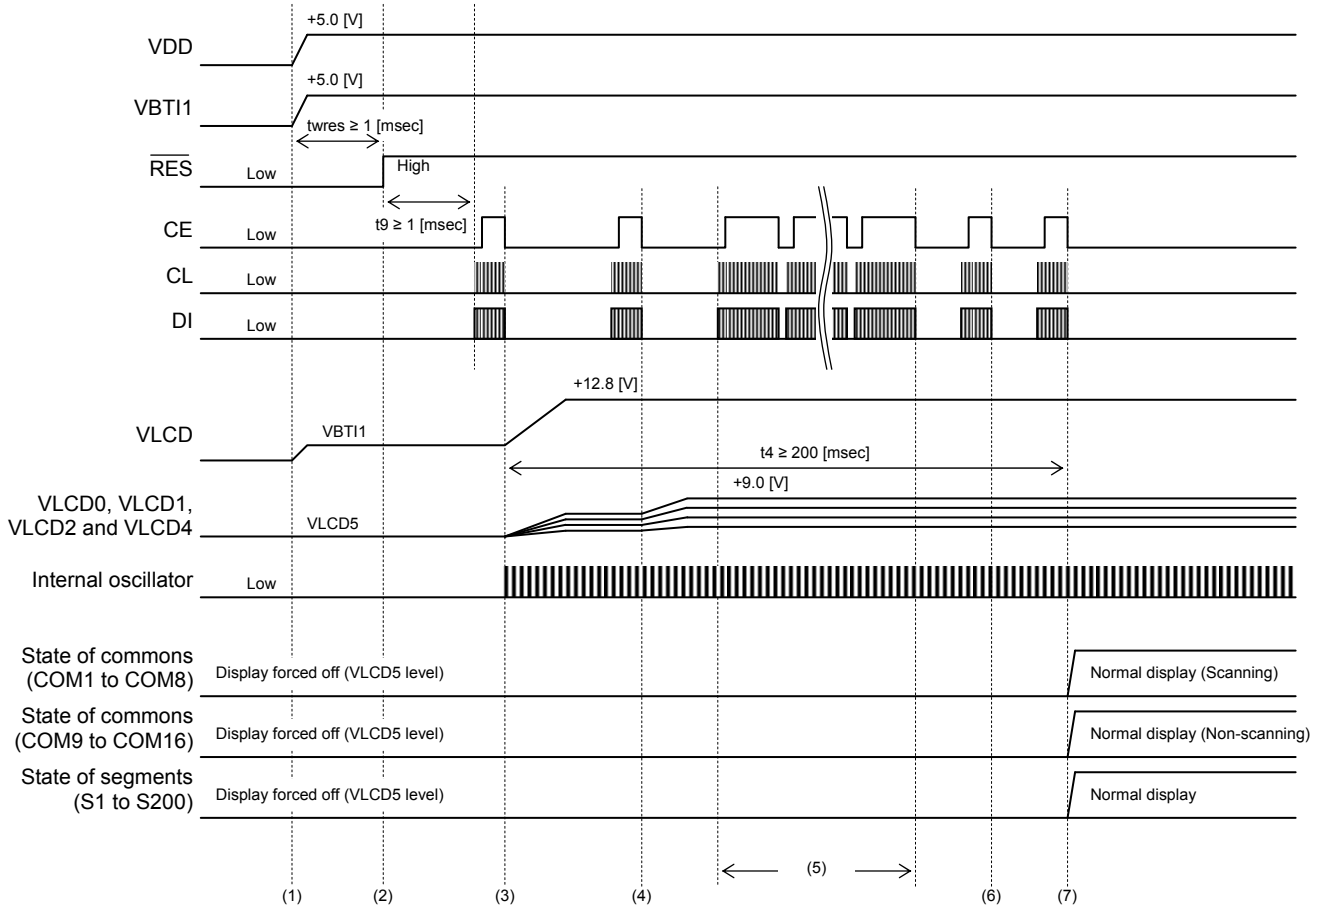 +5.0 [V]
VDD
+5.0 [V]
VBTI1
twres ≥ 1 [msec]
RES
Low
High
t9 ≥ 1 [msec]
CE
Low
CL
Low
DI
Low
+12.8 [V]
VLCD
VBTI1
t4 ≥ 200 [msec]
+9.0 [V]
VLCD0, VLCD1,
VLCD2 and VLCD4
VLCD5
Internal oscillator
Low
State of commons
(COM1 to COM8)
Display forced off (VLCD5 level)
Normal display (Scanning)
State of commons
(COM9 to COM16)
Display forced off (VLCD5 level)
Normal display (Non-scanning)
State of segments
(S1 to S200)
Display forced off (VLCD5 level)
Normal display
(5)
(1)
(2)
(3)
(4)
(6)
(7)